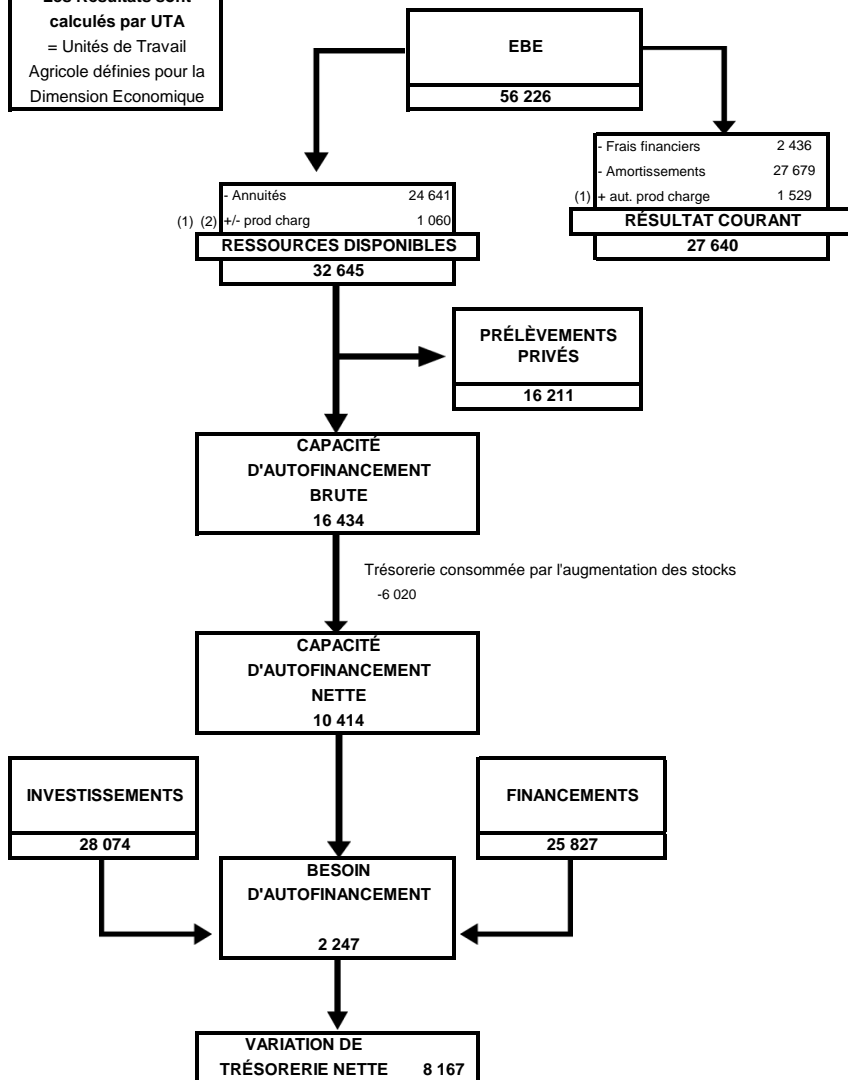 Les Résultats sont
calculés par UTA
= Unités de Travail
Agricole définies pour la
Dimension Economique
EBE
56 226
- Frais financiers 2 436
- Amortissements 27 679
(1) + aut. prod charge 1 529
RÉSULTAT COURANT
27 640
- Annuités 24 641
(1) (2) +/- prod charg 1 060
RESSOURCES DISPONIBLES
32 645
PRÉLÈVEMENTS
PRIVÉS
16 211
CAPACITÉ
D'AUTOFINANCEMENT
BRUTE
16 434
Trésorerie consommée par l'augmentation des stocks
-6 020
CAPACITÉ
D'AUTOFINANCEMENT
NETTE
10 414
INVESTISSEMENTS
28 074
FINANCEMENTS
25 827
BESOIN
D'AUTOFINANCEMENT
2 247
VARIATION DE
TRÉSORERIE NETTE 8 167